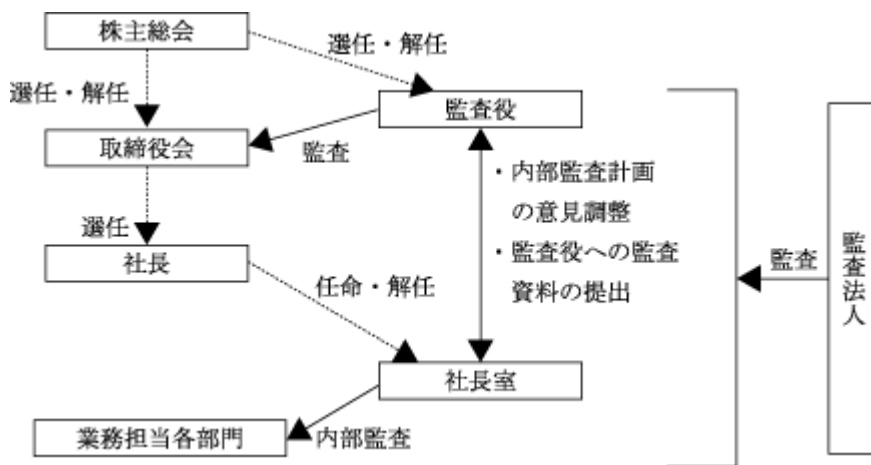 株主総会
選任・解任
選任・解任
監査役
取締役会
監査
・内部監査計画
の意見調整
・監査役への監査
資料の提出
選任
社長
任命・解任
監査
監査法人
社長室
業務担当各部門
内部監査